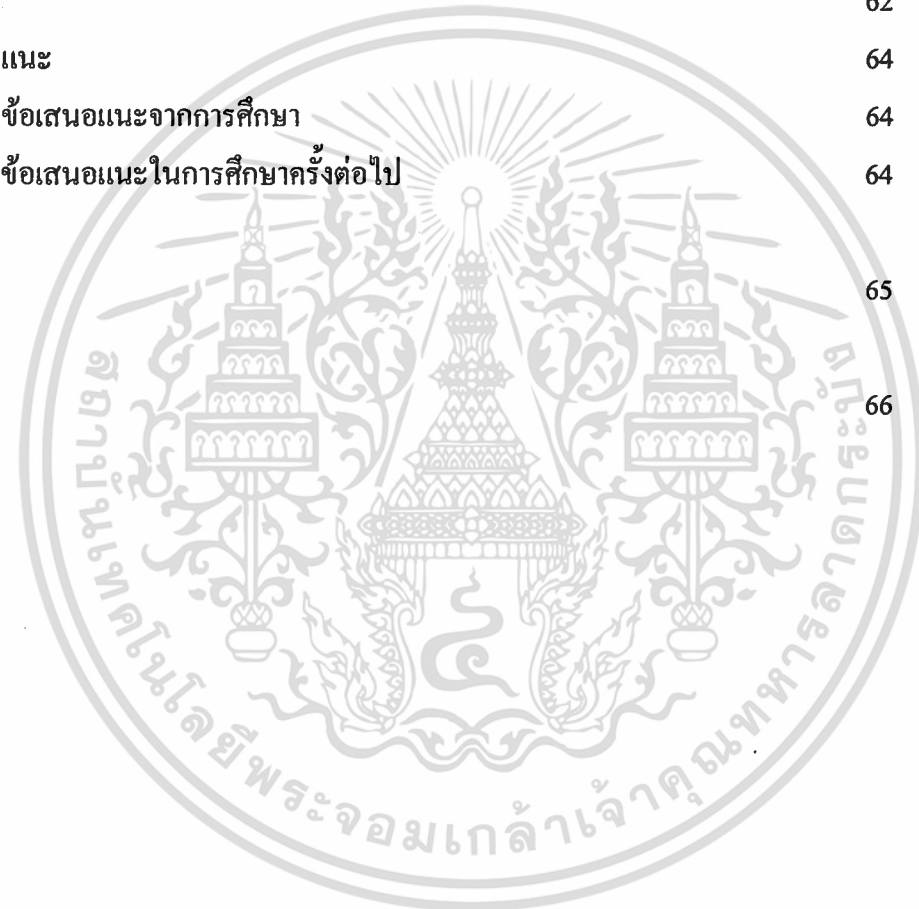 62
แนะ 64
ข้อเสนอแนะจากการศึกษา 64
ข้อเสนอแนะในการศึกษาครั้งต่อไป 64
65
66
สถาบันเทคโนโลยีพระจอมเกล้าเจ้าคุณทหารลาดกระบัง
๔